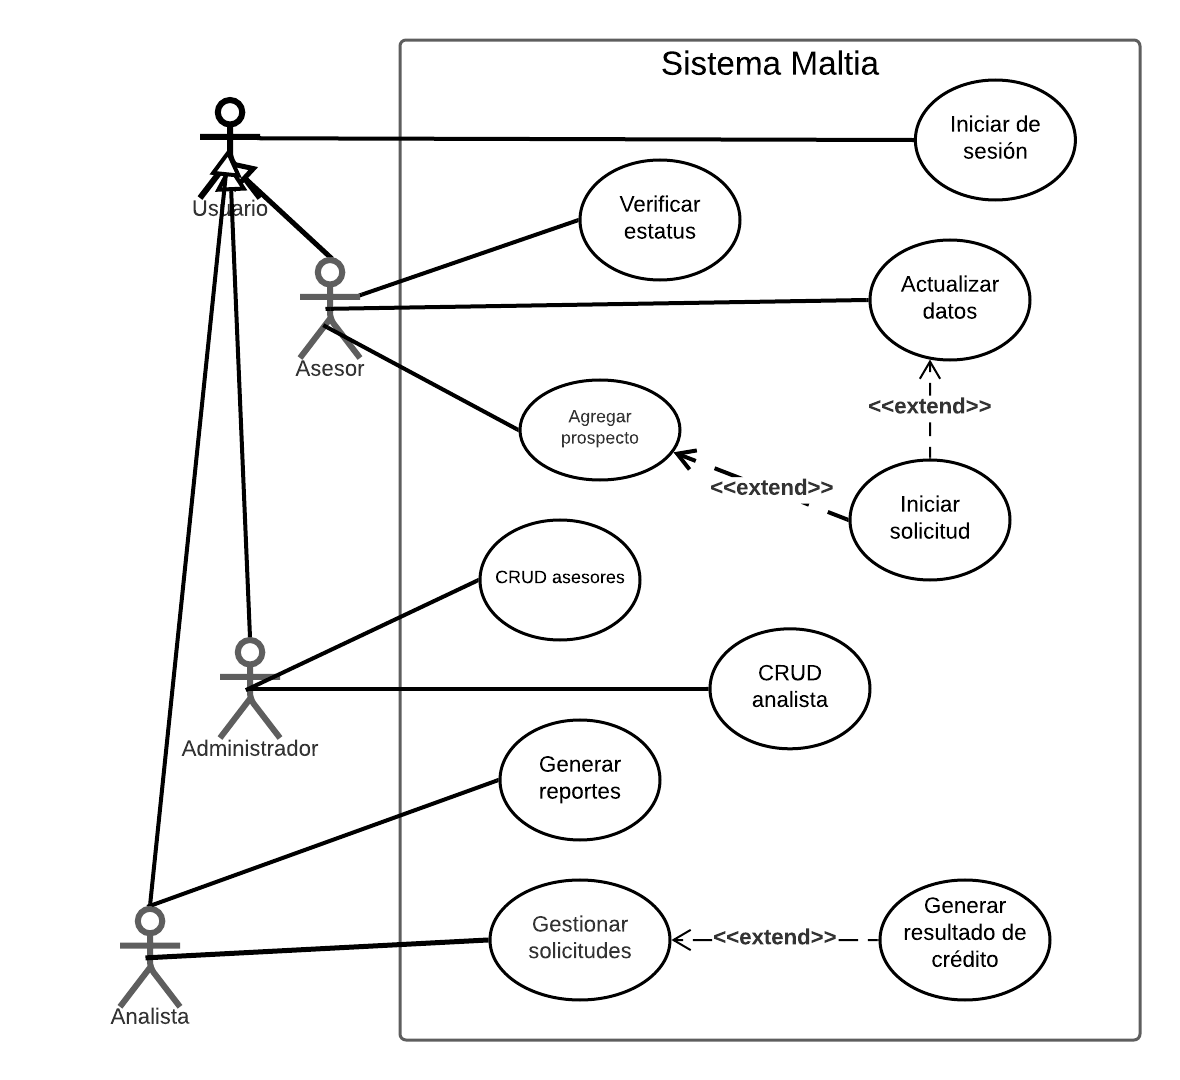 Sistema Maltia
Iniciar de
sesión
Usuario
Verificar
estatus
Actualizar
datos
Asesor
<<extend>>
Agregar
prospecto
<<extend>>
Iniciar
solicitud
CRUD asesores
CRUD
analista
Administrador
Generar
reportes
Gestionar
solicitudes
<<extend>>
Generar
resultado de
crédito
Analista